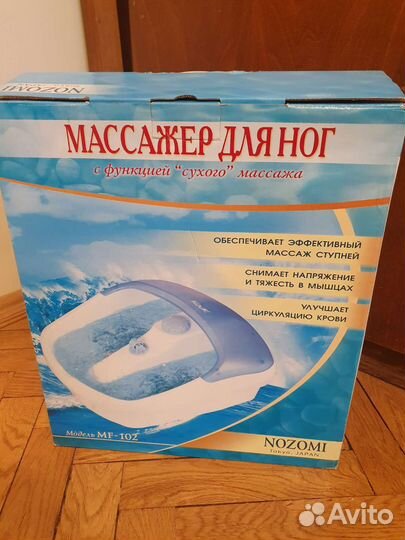 NOZOMI
МАССАЖЕР ДЛЯ НОГ
с функцией "сухого" массажа
ОБЕСПЕЧИВАЕТ ЭФФЕКТИВНЫЙ
МАССАЖ СТУПНЕЙ
СНИМАЕТ НАПРЯЖЕНИЕ
И ТЯЖЕСТЬ В МЫШЦАХ
УЛУЧШАЕТ
ЦИРКУЛЯЦИЮ КРОВИ
Модель MF-102
NOZOMI
Tokyo, JAPAN
Avito